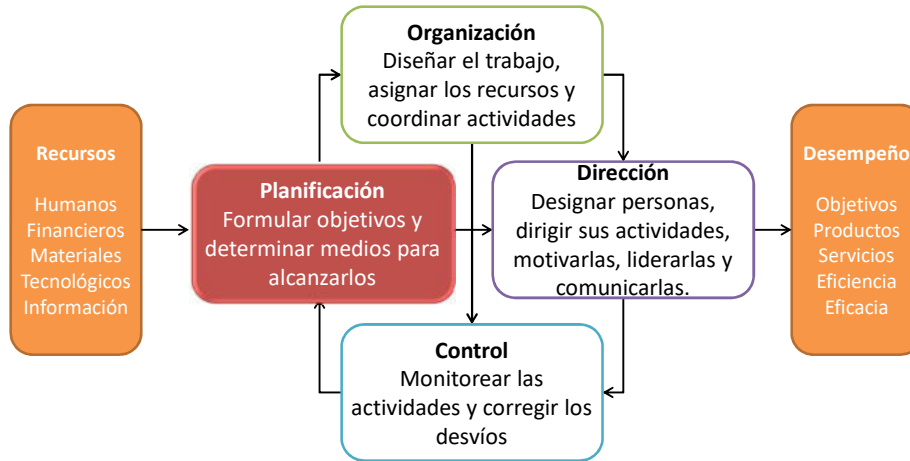 Organización
Diseñar el trabajo,
asignar los recursos y
coordinar actividades
Recursos
Humanos
Financieros
Materiales
Tecnológicos
Información
Planificación
Formular objetivos y
determinar medios para
alcanzarlos
Dirección
Designar personas,
dirigir sus actividades,
motivarlas, liderarlas y
comunicarlas.
Desempeño
Objetivos
Productos
Servicios
Eficiencia
Eficacia
Control
Monitorear las
actividades y corregir los
desvíos